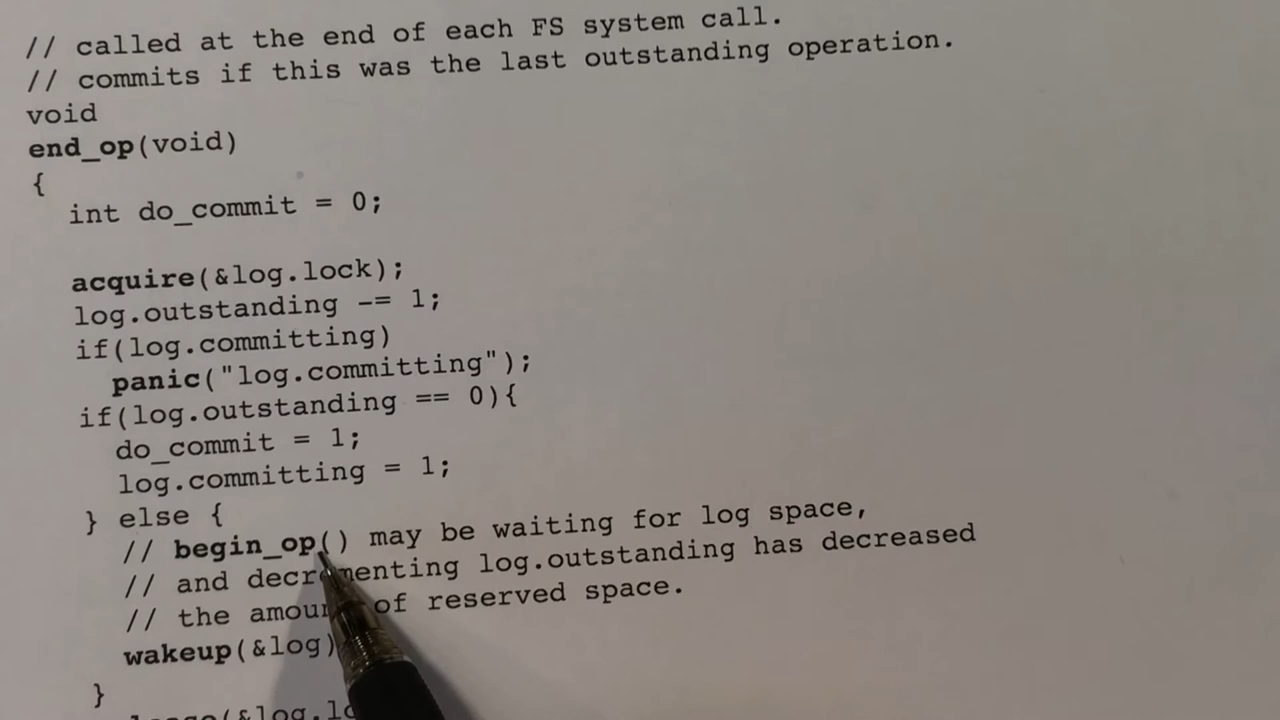 // called at the end of each FS system call.
// commits if this was the last outstanding operation.
void
end_op(void)
{
int do_commit = 0;
acquire(&log.lock);
log.outstanding -= 1;
if(log.committing)
panic("log.committing");
if(log.outstanding == 0){
do_commit = 1;
log.committing = 1;
} else {
// begin_op() may be waiting for log space,
// and decrementing log.outstanding has decreased
// the amount of reserved space.
wakeup(&log)
}